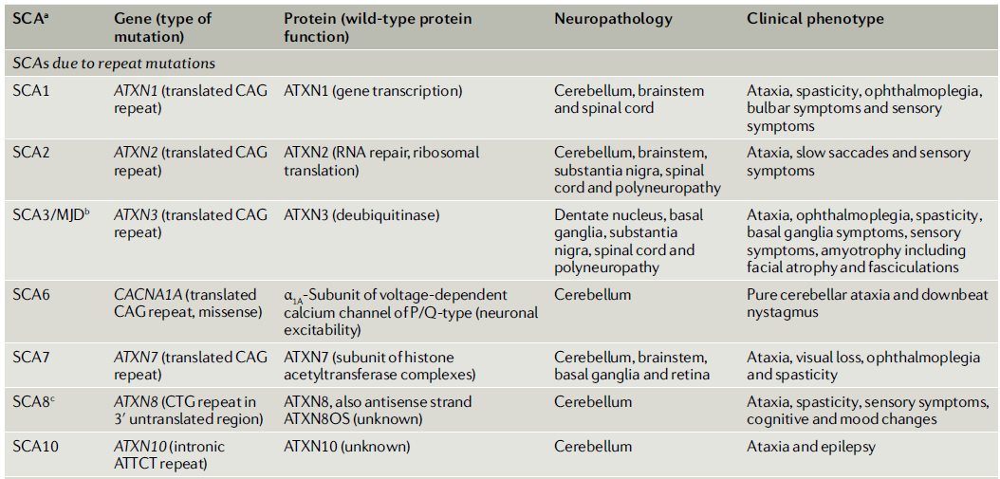 SCAᵃ Gene (type of mutation) Protein (wild-type protein function) Neuropathology Clinical phenotype
SCAs due to repeat mutations
SCA1 ATXN1 (translated CAG repeat) ATXN1 (gene transcription) Cerebellum, brainstem and spinal cord Ataxia, spasticity, ophthalmoplegia, bulbar symptoms and sensory symptoms
SCA2 ATXN2 (translated CAG repeat) ATXN2 (RNA repair, ribosomal translation) Cerebellum, brainstem, substantia nigra, spinal cord and polyneuropathy Ataxia, slow saccades and sensory symptoms
SCA3/MJDᵇ ATXN3 (translated CAG repeat) ATXN3 (deubiquitinase) Dentate nucleus, basal ganglia, substantia nigra, spinal cord and polyneuropathy Ataxia, ophthalmoplegia, spasticity, basal ganglia symptoms, sensory symptoms, amyotrophy including facial atrophy and fasciculations
SCA6 CACNA1A (translated CAG repeat, missense) α1A-Subunit of voltage-dependent calcium channel of P/Q-type (neuronal excitability) Cerebellum Pure cerebellar ataxia and downbeat nystagmus
SCA7 ATXN7 (translated CAG repeat) ATXN7 (subunit of histone acetyltransferase complexes) Cerebellum, brainstem, basal ganglia and retina Ataxia, visual loss, ophthalmoplegia and spasticity
SCA8ᶜ ATXN8 (CTG repeat in 3′ untranslated region) ATXN8, also antisense strand ATXN8OS (unknown) Cerebellum Ataxia, spasticity, sensory symptoms, cognitive and mood changes
SCA10 ATXN10 (intronic ATTCT repeat) ATXN10 (unknown) Cerebellum Ataxia and epilepsy